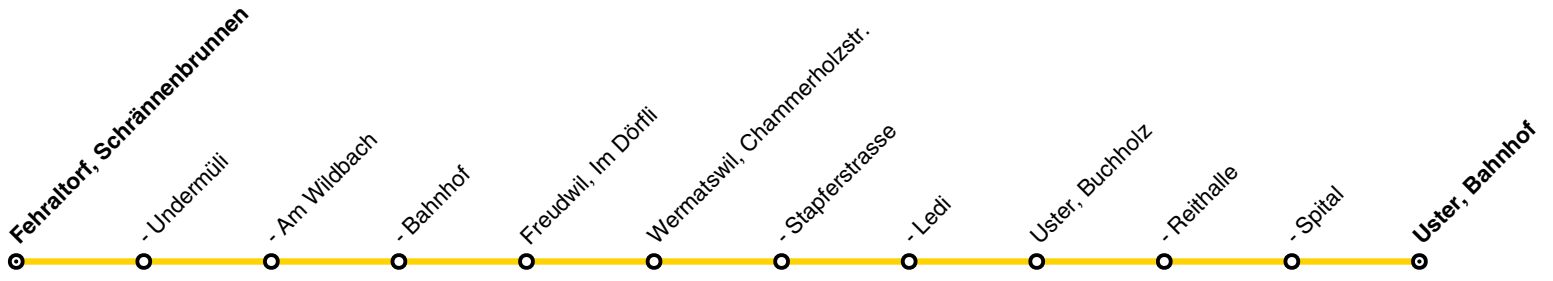 Fehraltorf, Schrännenbrunnen
- Undermüli
- Am Wildbach
- Bahnhof
Freudwil, Im Dörfli
Wermatswil, Chammerholzstr.
- Stapferstrasse
- Ledi
Uster, Buchholz
- Reithalle
- Spital
Uster, Bahnhof